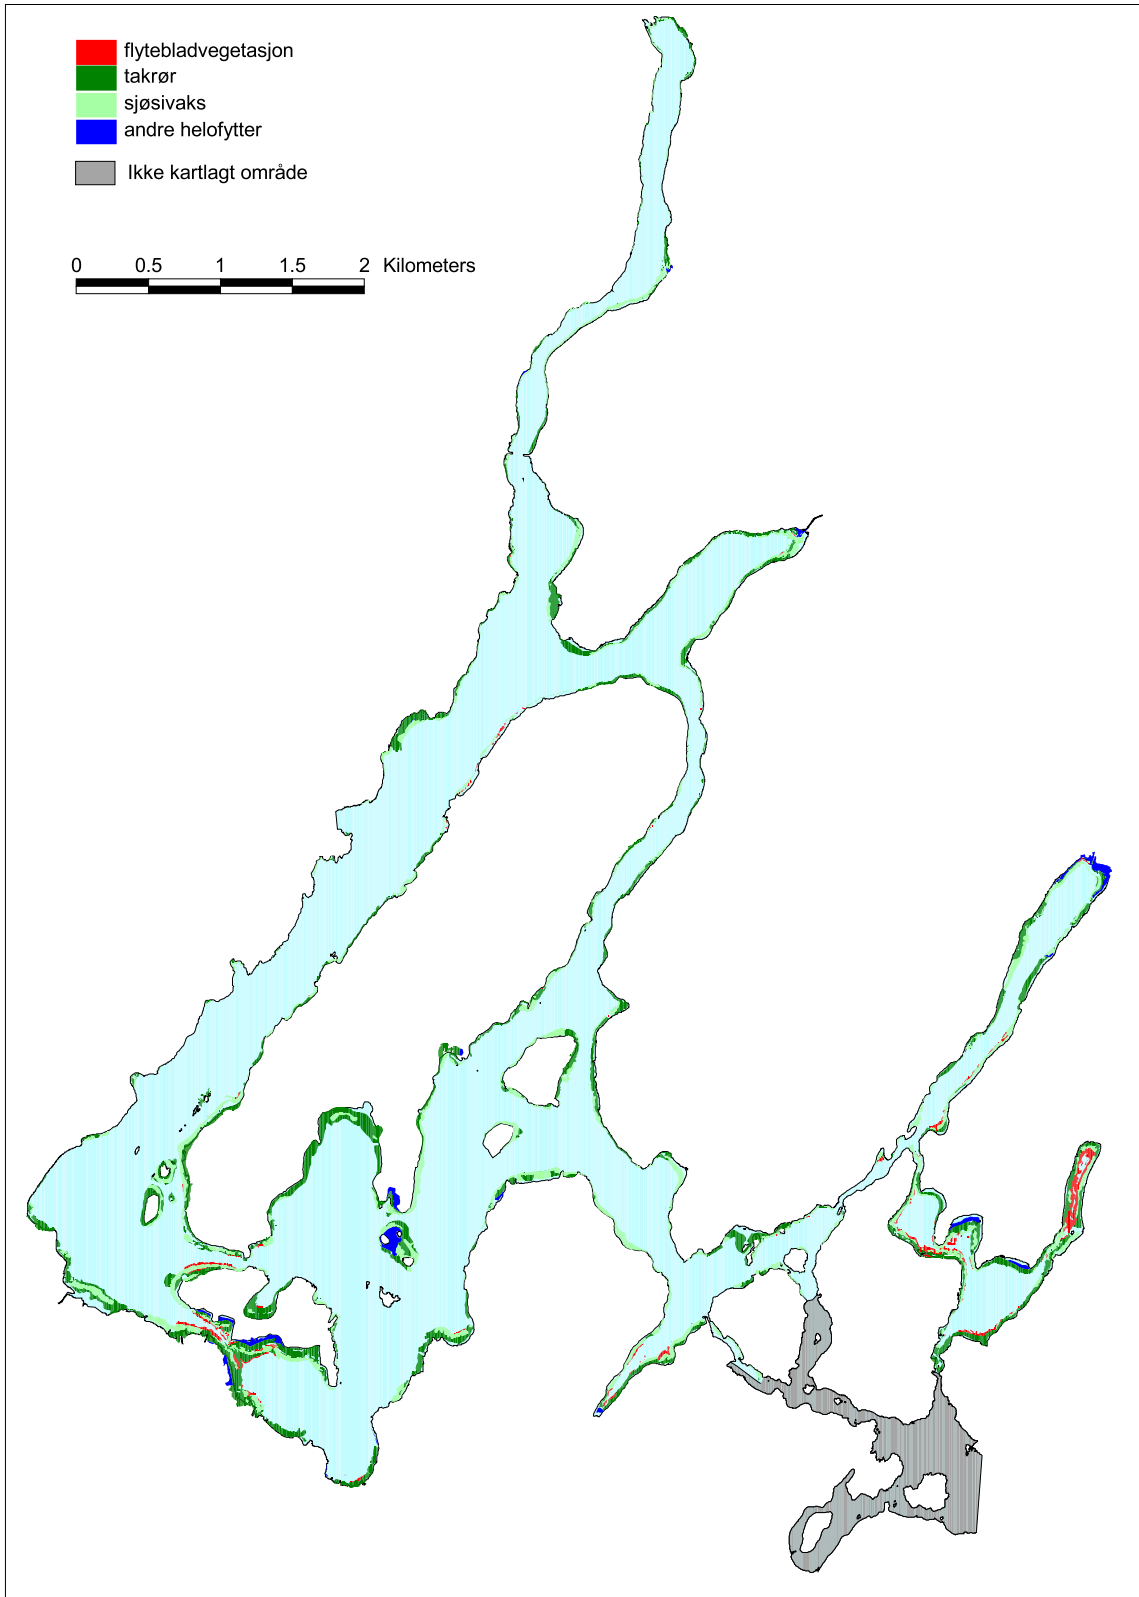 flytebladvegetasjon
takrør
sjøsivaks
andre helofytter
Ikke kartlagt område
0 0.5 1 1.5 2 Kilometers